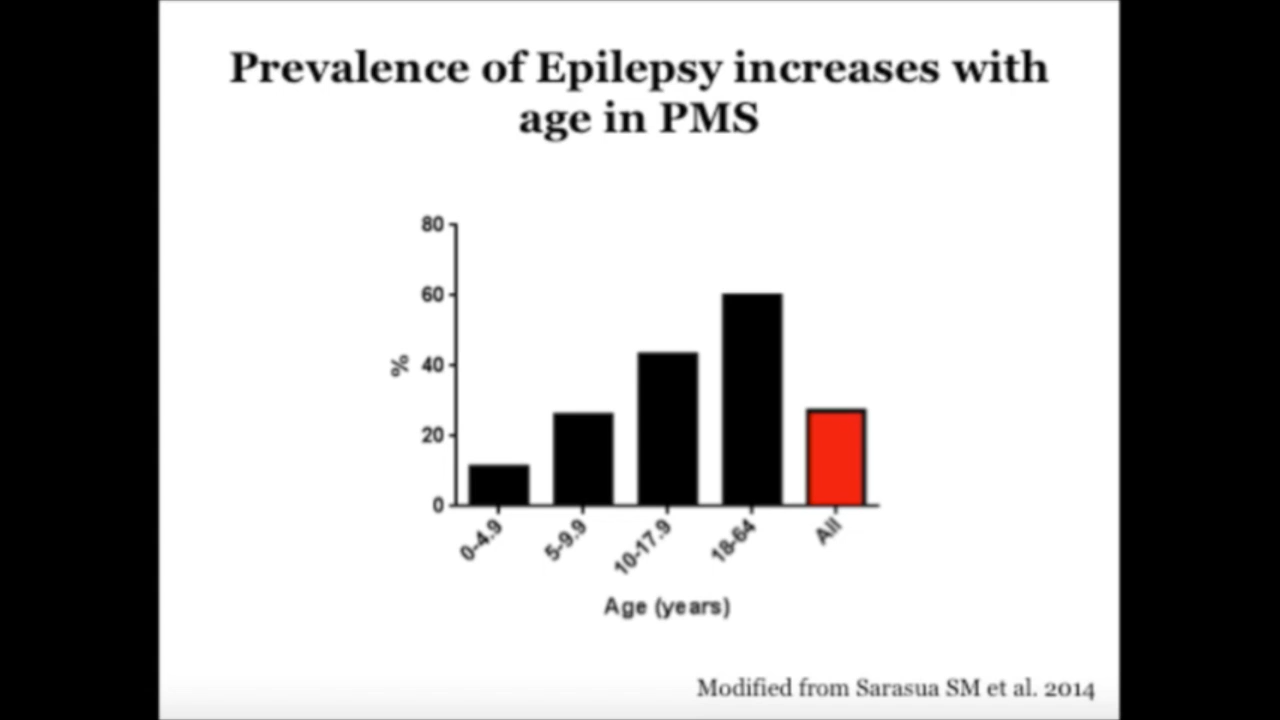 Prevalence of Epilepsy increases with
age in PMS
80
60
40
20
0
%
0-4.9
5-9.9
10-17.9
18-64
All
Age (years)
Modified from Sarasua SM et al. 2014